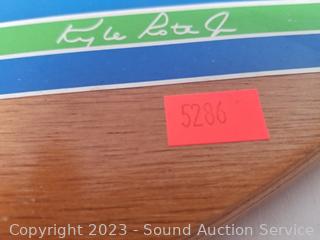 Kyle Rote Jr
5286
Copyright 2023 - Sound Auction Service